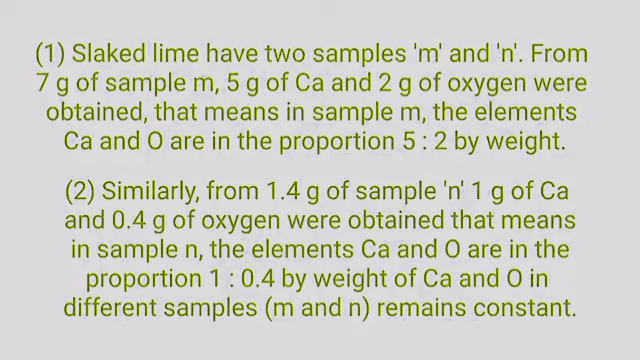 (1) Slaked lime have two samples 'm' and 'n'. From
7 g of sample m, 5 g of Ca and 2 g of oxygen were
obtained, that means in sample m, the elements
Ca and O are in the proportion 5 : 2 by weight.
(2) Similarly, from 1.4 g of sample 'n' 1 g of Ca
and 0.4 g of oxygen were obtained that means
in sample n, the elements Ca and O are in the
proportion 1 : 0.4 by weight of Ca and O in
different samples (m and n) remains constant.